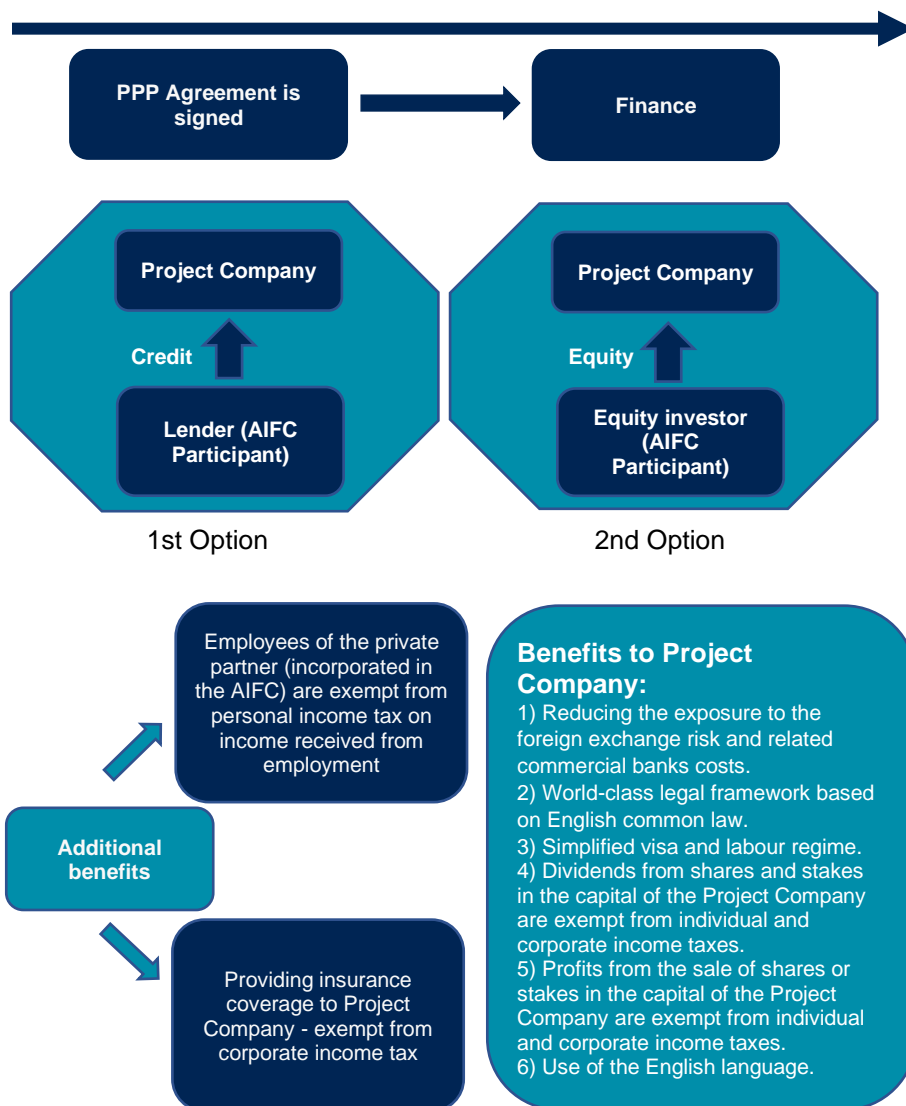 PPP Agreement is
signed
Finance
Project Company
Credit
Lender (AIFC
Participant)
1st Option
Project Company
Equity
Equity investor
(AIFC
Participant)
2nd Option
Additional
benefits
Employees of the private
partner (incorporated in
the AIFC) are exempt from
personal income tax on
income received from
employment
Providing insurance
coverage to Project
Company - exempt from
corporate income tax
Benefits to Project
Company:
1) Reducing the exposure to the
foreign exchange risk and related
commercial banks costs.
2) World-class legal framework based
on English common law.
3) Simplified visa and labour regime.
4) Dividends from shares and stakes
in the capital of the Project Company
are exempt from individual and
corporate income taxes.
5) Profits from the sale of shares or
stakes in the capital of the Project
Company are exempt from individual
and corporate income taxes.
6) Use of the English language.